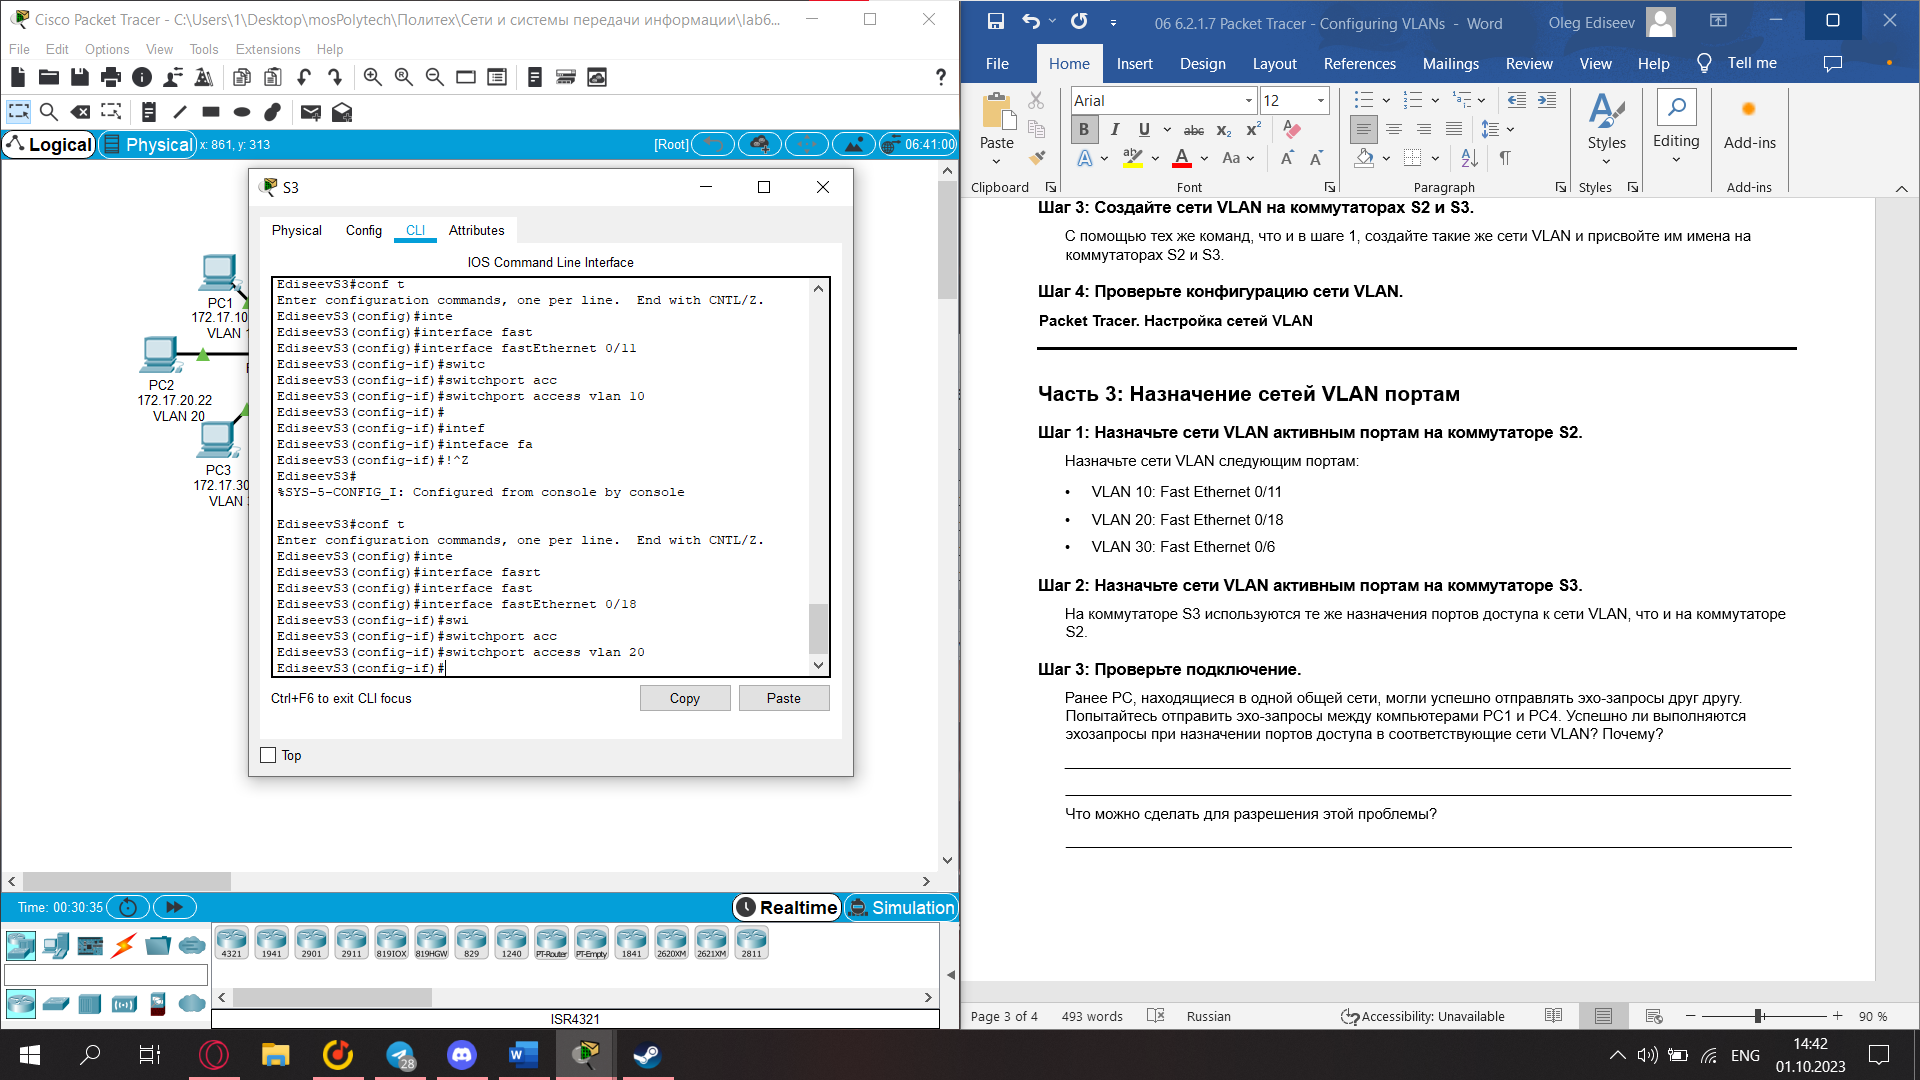 Cisco Packet Tracer - C:\Users\1\Desktop\mosPolytech\Политех\Сети и системы передачи информации\lab6...
File Edit Options View Tools Extensions Help
Logical Physical x: 861, y: 313 [Root] 06:41:00
PC1
172.17.10
VLAN 1
PC2
172.17.20.22
VLAN 20
PC3
172.17.30
VLAN
S3
Physical Config CLI Attributes
IOS Command Line Interface
EdiseevS3#conf t
Enter configuration commands, one per line. End with CNTL/Z.
EdiseevS3(config)#inte
EdiseevS3(config)#interface fast
EdiseevS3(config)#interface fastEthernet 0/11
EdiseevS3(config-if)#switc
EdiseevS3(config-if)#switchport acc
EdiseevS3(config-if)#switchport access vlan 10
EdiseevS3(config-if)#
EdiseevS3(config-if)#intef
EdiseevS3(config-if)#inteface fa
EdiseevS3(config-if)#!^Z
EdiseevS3#
%SYS-5-CONFIG_I: Configured from console by console
EdiseevS3#conf t
Enter configuration commands, one per line. End with CNTL/Z.
EdiseevS3(config)#inte
EdiseevS3(config)#interface fasrt
EdiseevS3(config)#interface fast
EdiseevS3(config)#interface fastEthernet 0/18
EdiseevS3(config-if)#swi
EdiseevS3(config-if)#switchport acc
EdiseevS3(config-if)#switchport access vlan 20
EdiseevS3(config-if)#
Ctrl+F6 to exit CLI focus
Copy Paste
Top
Time: 00:30:35
Realtime Simulation
4321 1941 2901 2911 819IOX 819HGW 829 1240 PT-Router PT-Empty 1841 2620XM 2621XM 2811
ISR4321
06 6.2.1.7 Packet Tracer - Configuring VLANs - Word
Oleg Ediseev
File Home Insert Design Layout References Mailings Review View Help Tell me
Arial 12
Paste
Styles Editing Add-ins
Clipboard Font Paragraph Styles Add-ins
Шаг 3: Создайте сети VLAN на коммутаторах S2 и S3.
С помощью тех же команд, что и в шаге 1, создайте такие же сети VLAN и присвойте им имена на
коммутаторах S2 и S3.
Шаг 4: Проверьте конфигурацию сети VLAN.
Packet Tracer. Настройка сетей VLAN
Часть 3: Назначение сетей VLAN портам
Шаг 1: Назначьте сети VLAN активным портам на коммутаторе S2.
Назначьте сети VLAN следующим портам:
• VLAN 10: Fast Ethernet 0/11
• VLAN 20: Fast Ethernet 0/18
• VLAN 30: Fast Ethernet 0/6
Шаг 2: Назначьте сети VLAN активным портам на коммутаторе S3.
На коммутаторе S3 используются те же назначения портов доступа к сети VLAN, что и на коммутаторе
S2.
Шаг 3: Проверьте подключение.
Ранее PC, находящиеся в одной общей сети, могли успешно отправлять эхо-запросы друг другу.
Попытайтесь отправить эхо-запросы между компьютерами PC1 и PC4. Успешно ли выполняются
эхозапросы при назначении портов доступа в соответствующие сети VLAN? Почему?
Что можно сделать для разрешения этой проблемы?
Page 3 of 4 493 words Russian Accessibility: Unavailable 90 %
28
ENG
14:42
01.10.2023